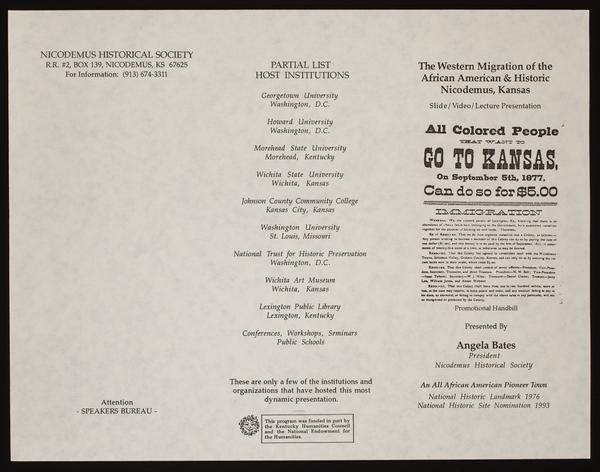 NICODEMUS HISTORICAL SOCIETY
R.R. #2, BOX 139, NICODEMUS, KS 67625
For Information: (913) 674-3311
Attention
- SPEAKERS BUREAU -
PARTIAL LIST
HOST INSTITUTIONS
Georgetown University
Washington, D.C.
Howard University
Washington, D.C.
Morehead State University
Morehead, Kentucky
Wichita State University
Wichita, Kansas
Johnson County Community College
Kansas City, Kansas
Washington University
St. Louis, Missouri
National Trust for Historic Preservation
Washington, D.C.
Wichita Art Museum
Wichita, Kansas
Lexington Public Library
Lexington, Kentucky
Conferences, Workshops, Seminars
Public Schools
These are only a few of the institutions and
organizations that have hosted this most
dynamic presentation.
This program was funded in part by
the Kentucky Humanities Council
and the National Endowment for
the Humanities.
The Western Migration of the
African American & Historic
Nicodemus, Kansas
Slide/Video/Lecture Presentation
All Colored People
THAT WANT TO
GO TO KANSAS,
On September 5th, 1877,
Can do so for $5.00
IMMIGRATION
Promotional Handbill
Presented By
Angela Bates
President
Nicodemus Historical Society
An All African American Pioneer Town
National Historic Landmark 1976
National Historic Site Nomination 1993